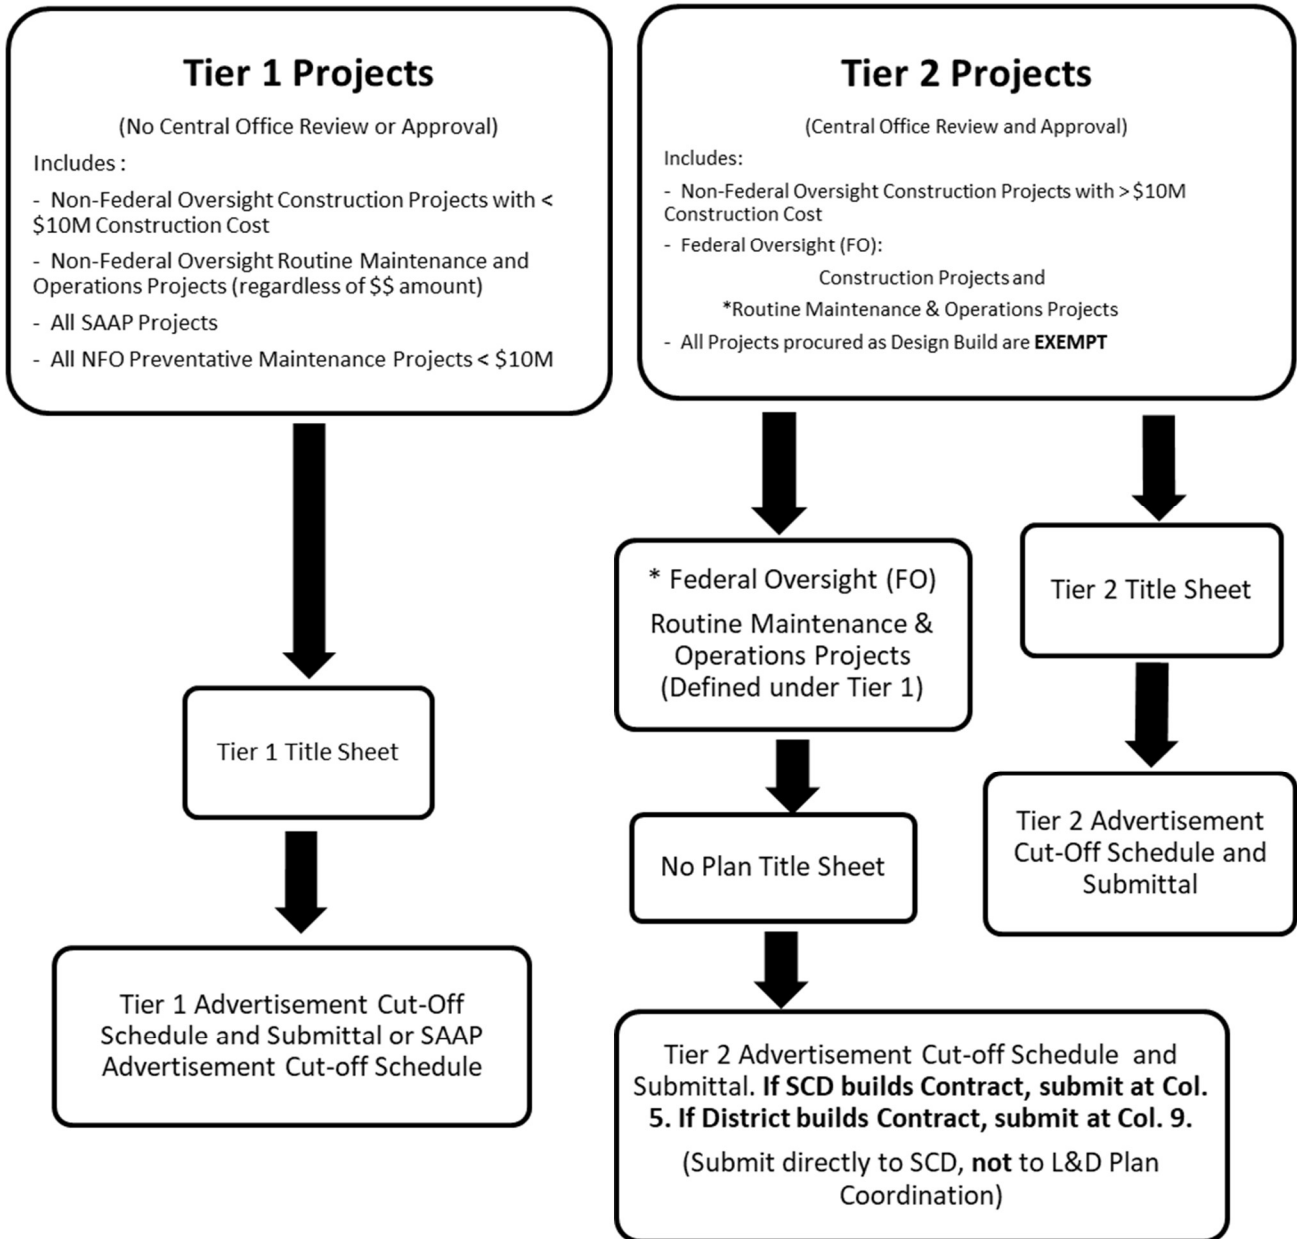 Tier 1 Projects
(No Central Office Review or Approval)
Includes :
- Non-Federal Oversight Construction Projects with <
$10M Construction Cost
- Non-Federal Oversight Routine Maintenance and
Operations Projects (regardless of $$ amount)
- All SAAP Projects
- All NFO Preventative Maintenance Projects < $10M
Tier 1 Title Sheet
Tier 1 Advertisement Cut-Off
Schedule and Submittal or SAAP
Advertisement Cut-off Schedule
Tier 2 Projects
(Central Office Review and Approval)
Includes:
- Non-Federal Oversight Construction Projects with > $10M
Construction Cost
- Federal Oversight (FO):
Construction Projects and
*Routine Maintenance & Operations Projects
- All Projects procured as Design Build are EXEMPT
* Federal Oversight (FO)
Routine Maintenance &
Operations Projects
(Defined under Tier 1)
No Plan Title Sheet
Tier 2 Advertisement Cut-off Schedule and
Submittal. If SCD builds Contract, submit at Col.
5. If District builds Contract, submit at Col. 9.
(Submit directly to SCD, not to L&D Plan
Coordination)
Tier 2 Title Sheet
Tier 2 Advertisement
Cut-Off Schedule and
Submittal